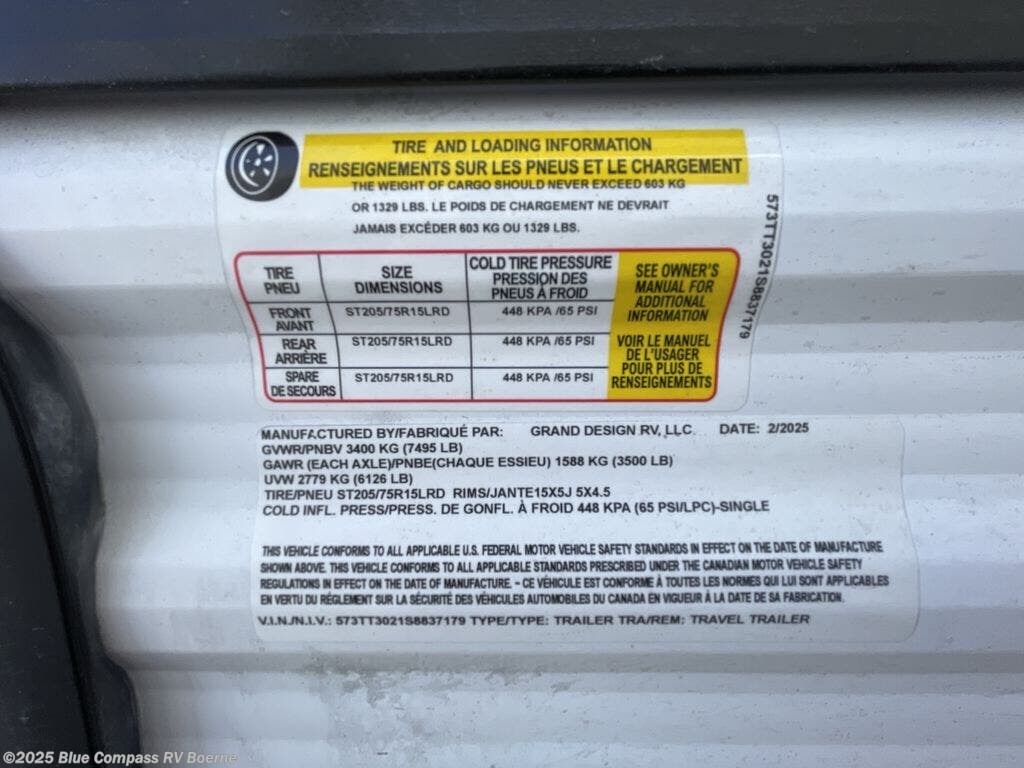 TIRE AND LOADING INFORMATION
RENSEIGNEMENTS SUR LES PNEUS ET LE CHARGEMENT
THE WEIGHT OF CARGO SHOULD NEVER EXCEED 603 KG
OR 1329 LBS. LE POIDS DE CHARGEMENT NE DEVRAIT
JAMAIS EXCÉDER 603 KG OU 1329 LBS.
573TT3021S8837179
TIRE SIZE COLD TIRE PRESSURE
PNEU DIMENSIONS PRESSION DES
PNEUS À FROID
FRONT ST205/75R15LRD 448 KPA /65 PSI
AVANT
REAR ST205/75R15LRD 448 KPA /65 PSI
ARRIÈRE
SPARE ST205/75R15LRD 448 KPA /65 PSI
DE SECOURS
SEE OWNER'S
MANUAL FOR
ADDITIONAL
INFORMATION
VOIR LE MANUEL
DE L'USAGER
POUR PLUS DE
RENSEIGNEMENTS
MANUFACTURED BY/FABRIQUÉ PAR: GRAND DESIGN RV, LLC. DATE: 2/2025
GVWR/PNBV 3400 KG (7495 LB)
GAWR (EACH AXLE)/PNBE(CHAQUE ESSIEU) 1588 KG (3500 LB)
UVW 2779 KG (6126 LB)
TIRE/PNEU ST205/75R15LRD RIMS/JANTE15X5J 5X4.5
COLD INFL. PRESS/PRESS. DE GONFL. À FROID 448 KPA (65 PSI/LPC)-SINGLE
THIS VEHICLE CONFORMS TO ALL APPLICABLE U.S. FEDERAL MOTOR VEHICLE SAFETY STANDARDS IN EFFECT ON THE DATE OF MANUFACTURE
SHOWN ABOVE. THIS VEHICLE CONFORMS TO ALL APPLICABLE STANDARDS PRESCRIBED UNDER THE CANADIAN MOTOR VEHICLE SAFETY
REGULATIONS IN EFFECT ON THE DATE OF MANUFACTURE. - CE VÉHICULE EST CONFORME À TOUTES LES NORMES QUI LUI SONT APPLICABLES
EN VERTU DU RÉGLEMENT SUR LA SÉCURITÉ DES VÉHICULES AUTOMOBILES DU CANADA EN VIGUEUR À LA DATE DE SA FABRICATION.
V.I.N./N.I.V.: 573TT3021S8837179 TYPE/TYPE: TRAILER TRA/REM: TRAVEL TRAILER
©2025 Blue Compass RV Boerne